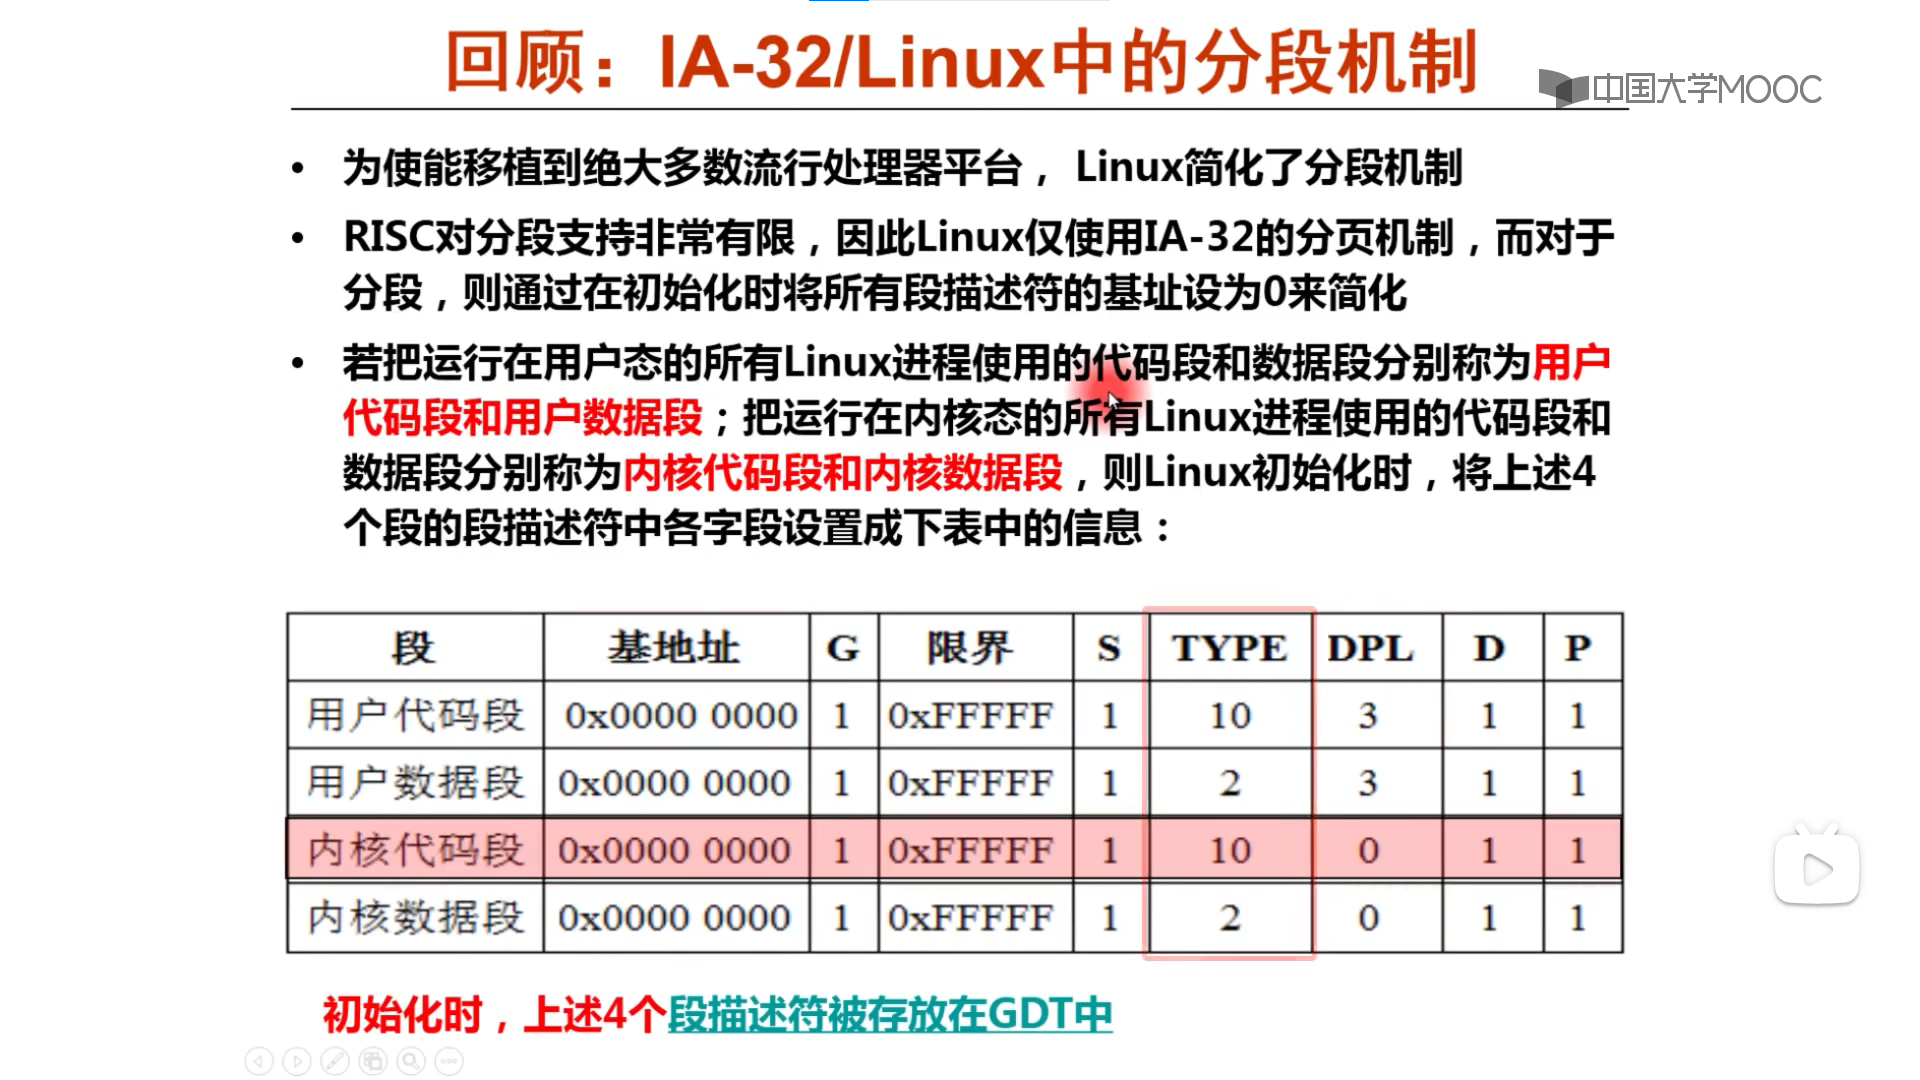 回顾：IA-32/Linux中的分段机制
中国大学MOOC
• 为使能移植到绝大多数流行处理器平台， Linux简化了分段机制
• RISC对分段支持非常有限，因此Linux仅使用IA-32的分页机制，而对于
分段，则通过在初始化时将所有段描述符的基址设为0来简化
• 若把运行在用户态的所有Linux进程使用的代码段和数据段分别称为用户
代码段和用户数据段；把运行在内核态的所有Linux进程使用的代码段和
数据段分别称为内核代码段和内核数据段，则Linux初始化时，将上述4
个段的段描述符中各字段设置成下表中的信息：
段 基地址 G 限界 S TYPE DPL D P
用户代码段 0x0000 0000 1 0xFFFFF 1 10 3 1 1
用户数据段 0x0000 0000 1 0xFFFFF 1 2 3 1 1
内核代码段 0x0000 0000 1 0xFFFFF 1 10 0 1 1
内核数据段 0x0000 0000 1 0xFFFFF 1 2 0 1 1
初始化时，上述4个段描述符被存放在GDT中